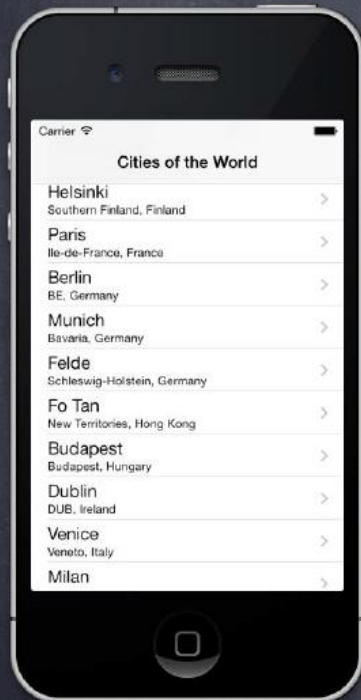 Carrier
Cities of the World
Helsinki
Southern Finland, Finland
Paris
Ile-de-France, France
Berlin
BE, Germany
Munich
Bavaria, Germany
Felde
Schleswig-Holstein, Germany
Fo Tan
New Territories, Hong Kong
Budapest
Budapest, Hungary
Dublin
DUB, Ireland
Venice
Veneto, Italy
Milan